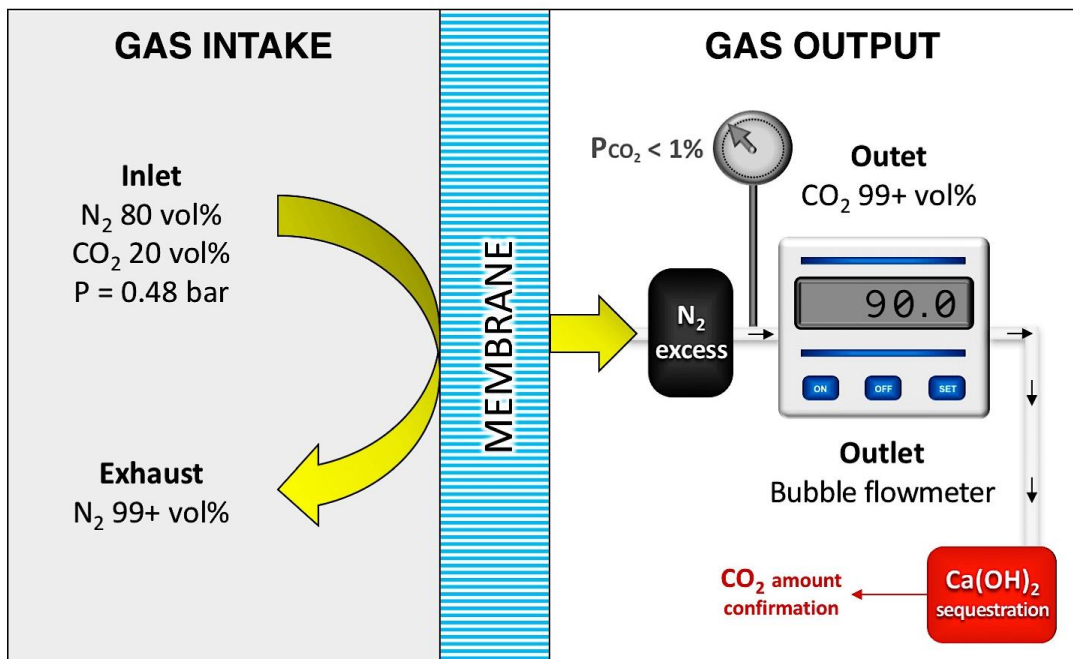 GAS INTAKE
Inlet
N₂ 80 vol%
CO₂ 20 vol%
P = 0.48 bar
Exhaust
N₂ 99+ vol%
MEMBRANE
GAS OUTPUT
Pco₂ < 1%
Outet
CO₂ 99+ vol%
N₂
excess
90.0
ON OFF SET
Outlet
Bubble flowmeter
Ca(OH)₂
sequestration
CO₂ amount
confirmation